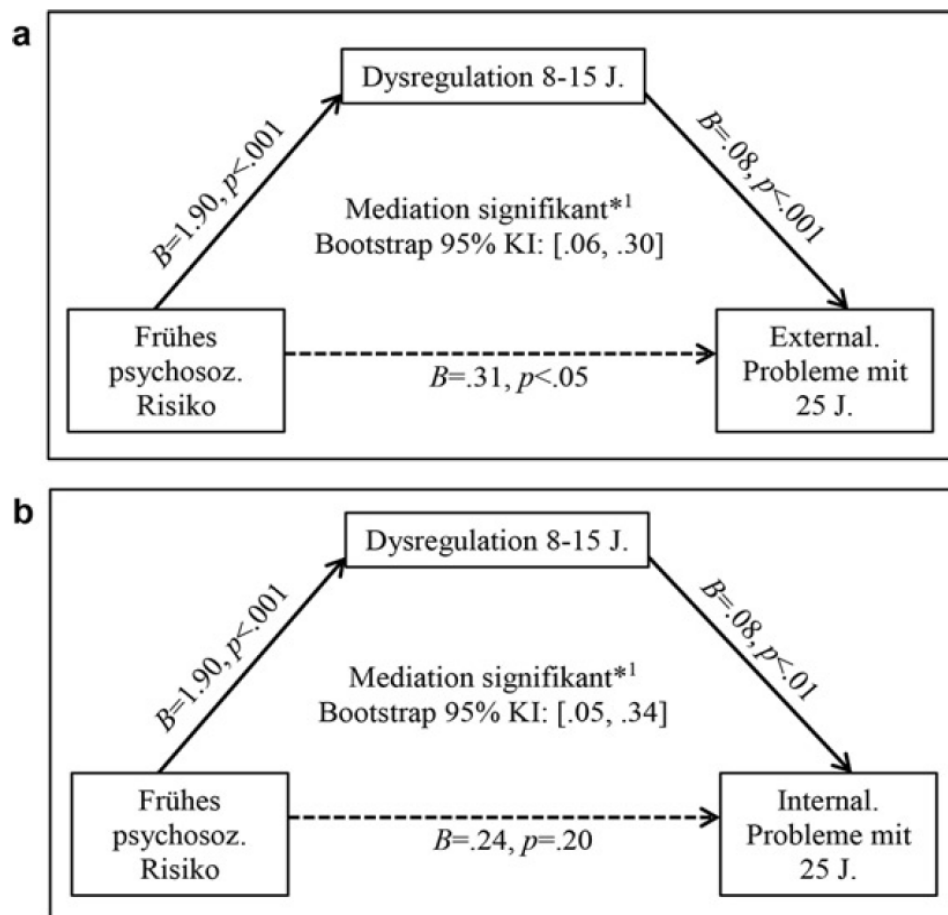 a
Dysregulation 8-15 J.
B=1.90, p<.001
B=.08, p<.001
Mediation signifikant*1
Bootstrap 95% KI: [.06, .30]
Frühes
psychosoz.
Risiko
B=.31, p<.05
External.
Probleme mit
25 J.
b
Dysregulation 8-15 J.
B=1.90, p<.001
B=.08, p<.01
Mediation signifikant*1
Bootstrap 95% KI: [.05, .34]
Frühes
psychosoz.
Risiko
B=.24, p=.20
Internal.
Probleme mit
25 J.